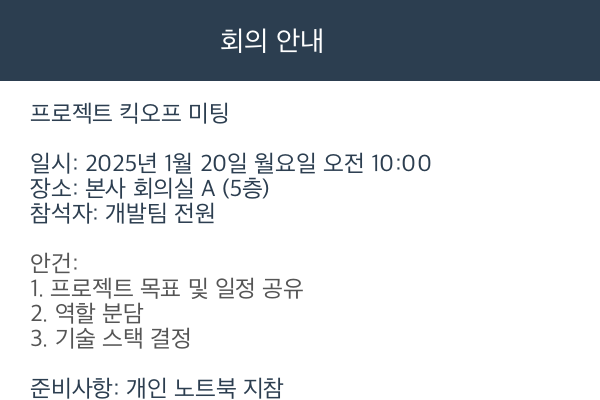 회의 안내
프로젝트 킥오프 미팅
일시: 2025년 1월 20일 월요일 오전 10:00
장소: 본사 회의실 A (5층)
참석자: 개발팀 전원
안건:
1. 프로젝트 목표 및 일정 공유
2. 역할 분담
3. 기술 스택 결정
준비사항: 개인 노트북 지참